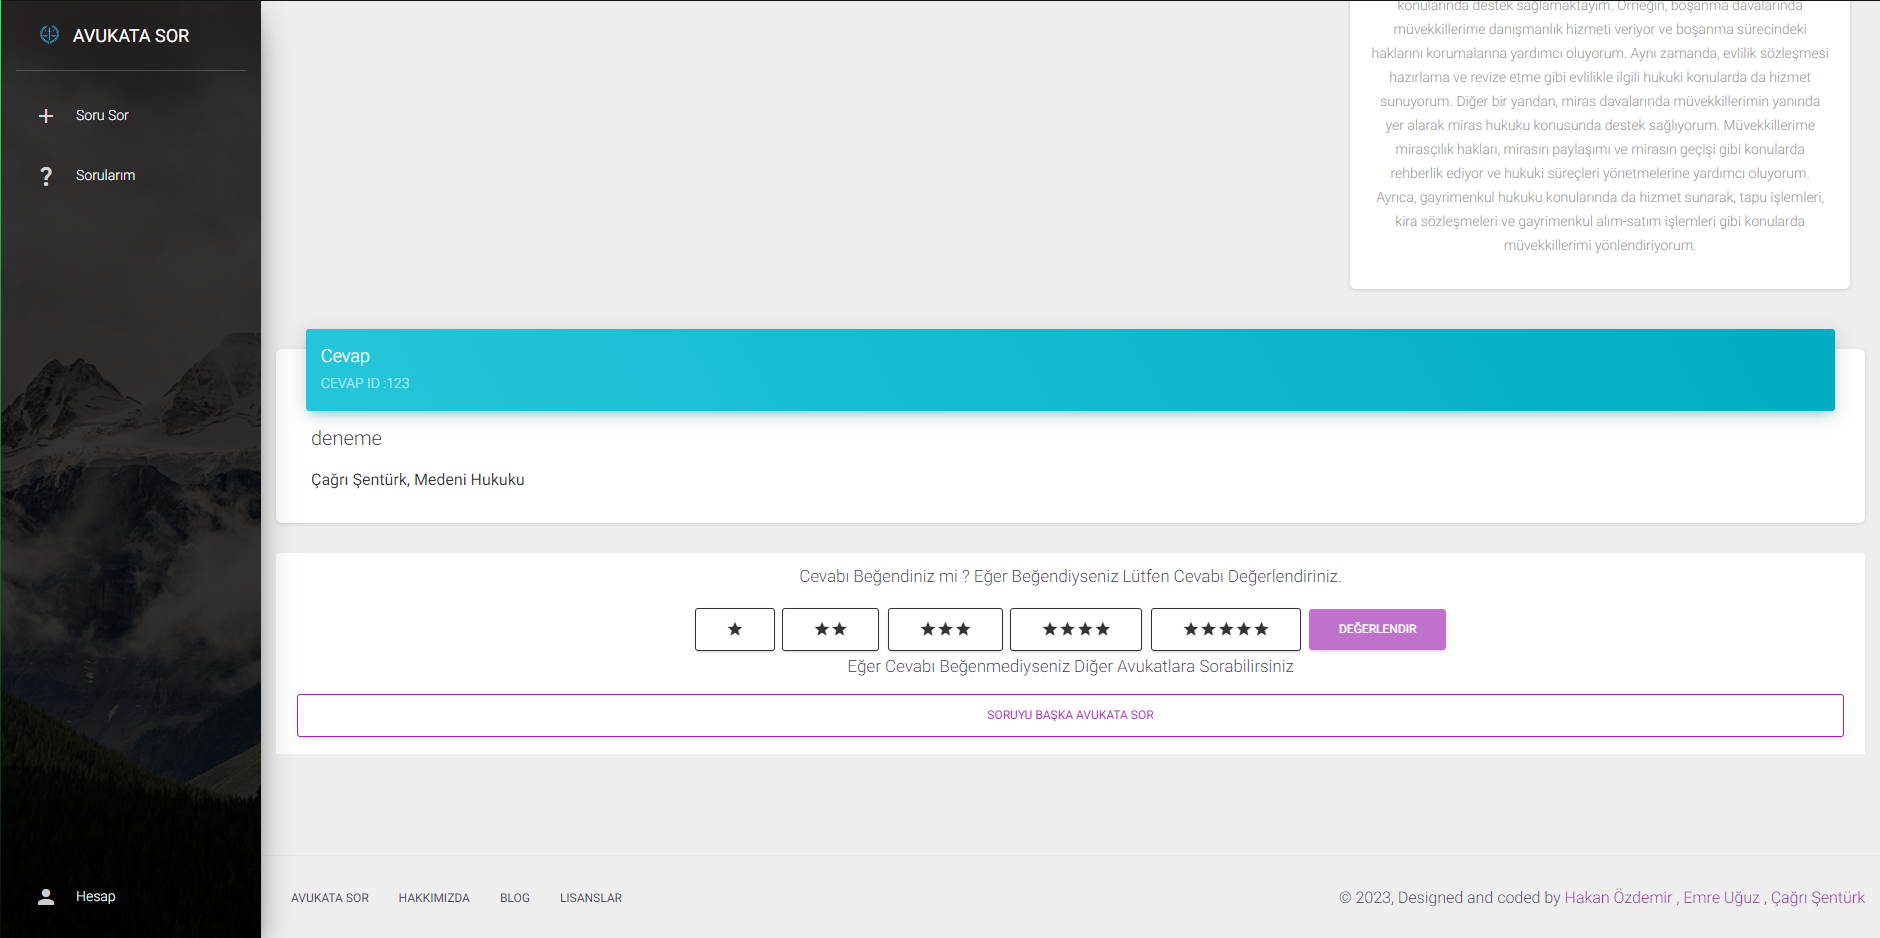 AVUKATA SOR
Soru Sor
Sorularım
Hesap
konularında destek sağlamaktayım. Örneğin, boşanma davalarında
müvekkillerime danışmanlık hizmeti veriyor ve boşanma sürecindeki
haklarını korumalarına yardımcı oluyorum. Aynı zamanda, evlilik sözleşmesi
hazırlama ve revize etme gibi evlilikle ilgili hukuki konularda da hizmet
sunuyorum. Diğer bir yandan, miras davalarında müvekkillerimin yanında
yer alarak miras hukuku konusunda destek sağlıyorum. Müvekkillerime
mirasçılık hakları, mirasın paylaşımı ve mirasın geçişi gibi konularda
rehberlik ediyor ve hukuki süreçleri yönetmelerine yardımcı oluyorum.
Ayrıca, gayrimenkul hukuku konularında da hizmet sunarak, tapu işlemleri,
kira sözleşmeleri ve gayrimenkul alım-satım işlemleri gibi konularda
müvekkillerimi yönlendiriyorum.
Cevap
CEVAP ID :123
deneme
Çağrı Şentürk, Medeni Hukuku
Cevabı Beğendiniz mi ? Eğer Beğendiyseniz Lütfen Cevabı Değerlendiriniz.
DEĞERLENDIR
Eğer Cevabı Beğenmediyseniz Diğer Avukatlara Sorabilirsiniz
SORUYU BAŞKA AVUKATA SOR
AVUKATA SOR HAKKIMIZDA BLOG LISANSLAR
© 2023, Designed and coded by Hakan Özdemir , Emre Uğuz , Çağrı Şentürk